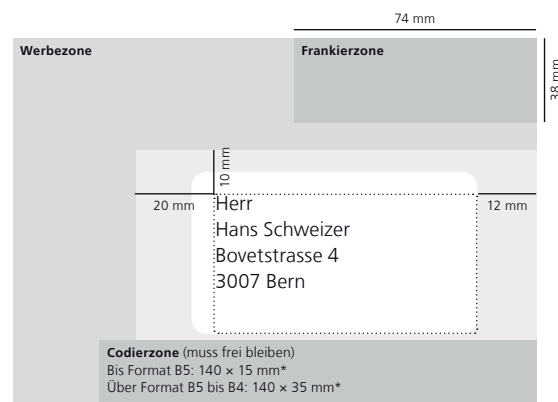 74 mm
Werbezone
Frankierzone
38 mm
10 mm
20 mm
12 mm
Herr
Hans Schweizer
Bovetstrasse 4
3007 Bern
Codierzone (muss frei bleiben)
Bis Format B5: 140 × 15 mm*
Über Format B5 bis B4: 140 × 35 mm*